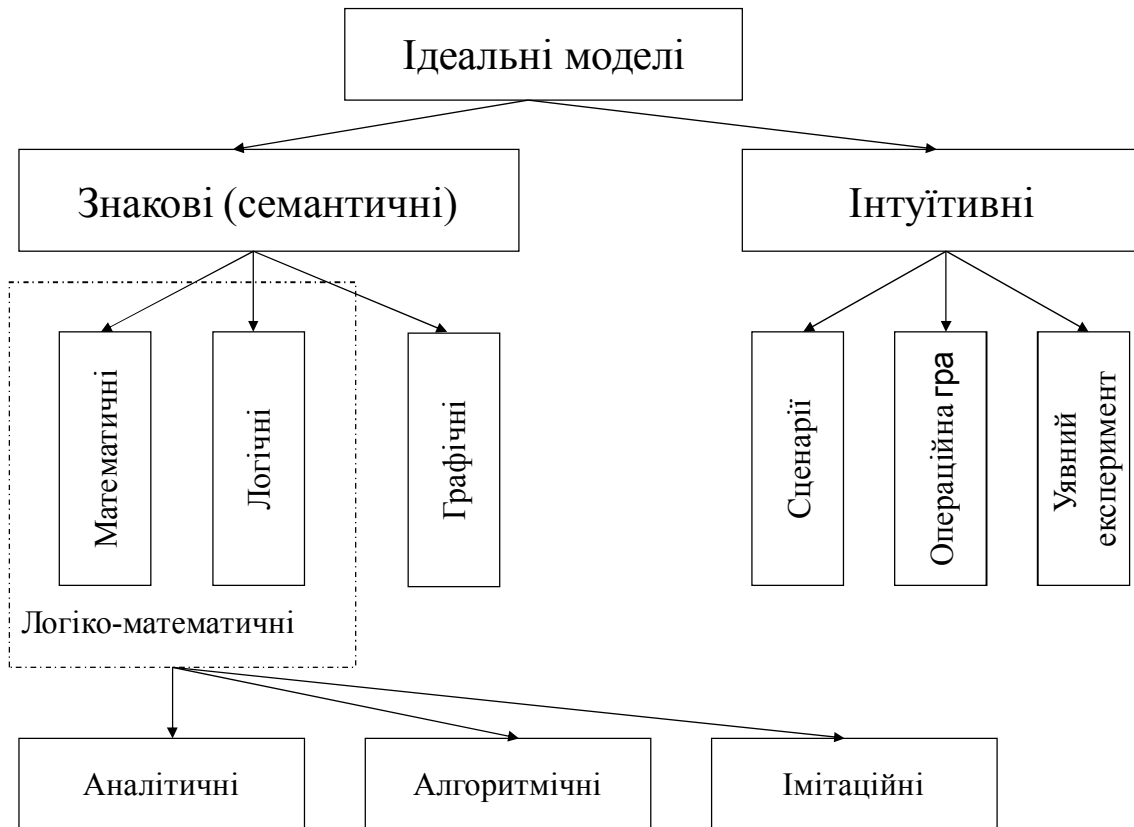 Ідеальні моделі
Знакові (семантичні)
Інтуїтивні
Математичні
Логічні
Графічні
Сценарії
Операційна гра
Уявний
експеримент
Логіко-математичні
Аналітичні
Алгоритмічні
Імітаційні